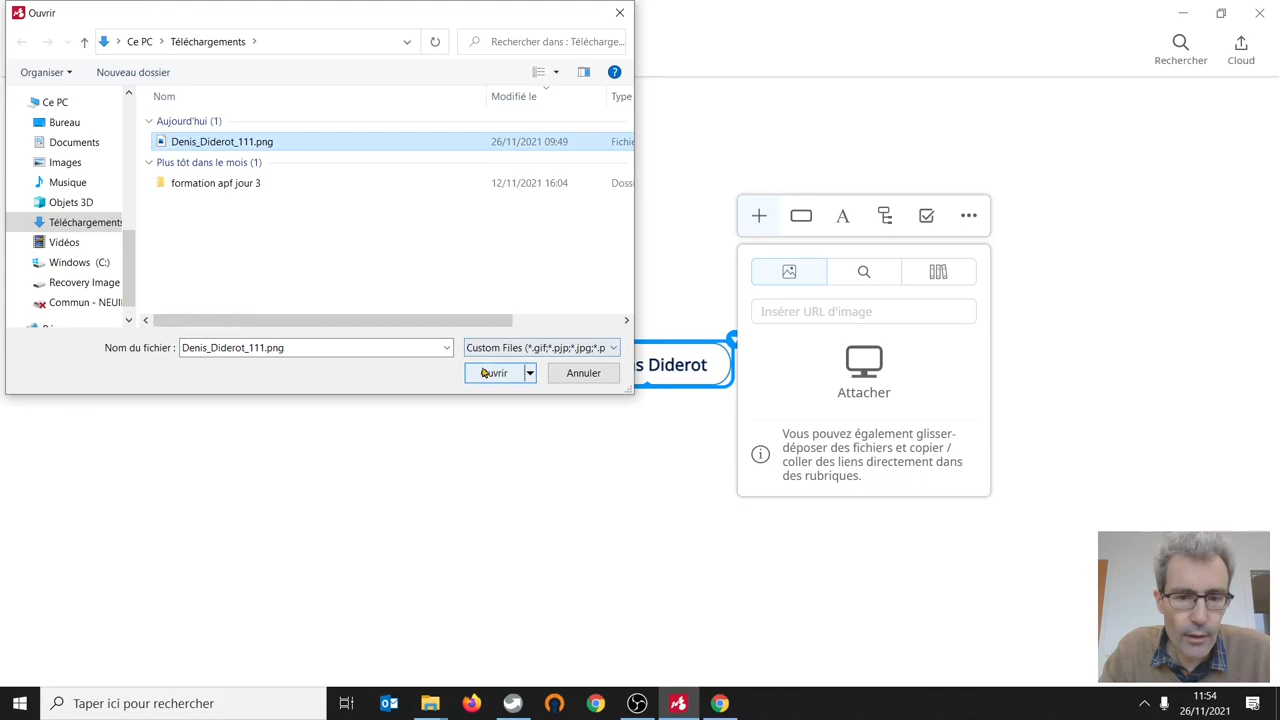 Ouvrir
Ce PC
Téléchargements
Rechercher dans : Télécharge...
Organiser
Nouveau dossier
Rechercher
Cloud
Nom
Modifié le
Type
Ce PC
Bureau
Documents
Images
Musique
Objets 3D
Téléchargements
Vidéos
Windows (C:)
Recovery Image
Commun - NEUII
Aujourd'hui (1)
Denis_Diderot_111.png
26/11/2021 09:49
Fichie
Plus tôt dans le mois (1)
formation apf jour 3
12/11/2021 16:04
Dossi
Nom du fichier :
Denis_Diderot_111.png
Custom Files (*.gif;*.pjp;*.jpg;*.p
Ouvrir
Annuler
s Diderot
Insérer URL d'image
Attacher
Vous pouvez également glisser-
déposer des fichiers et copier /
coller des liens directement dans
des rubriques.
Taper ici pour rechercher
11:54
26/11/2021